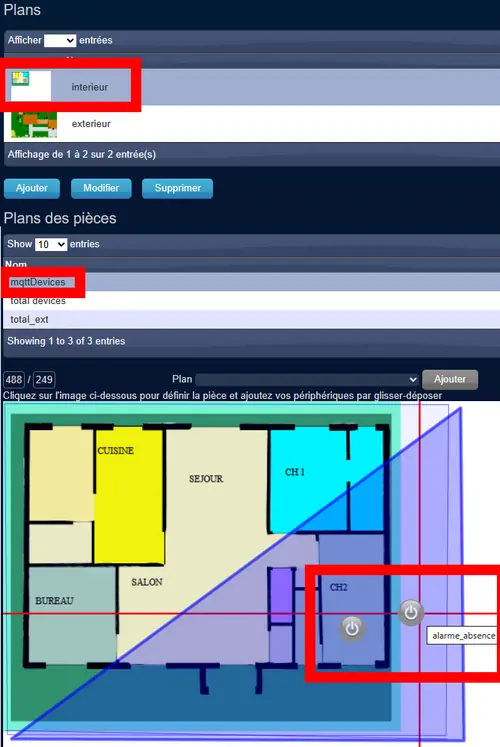 Plans
Afficher entrées
interieur
exterieur
Affichage de 1 à 2 sur 2 entrée(s)
Ajouter Modifier Supprimer
Plans des pièces
Show 10 entries
Nom
mqttDevices
total devices
total_ext
Showing 1 to 3 of 3 entries
488 / 249 Plan Ajouter
Cliquez sur l'image ci-dessous pour définir la pièce et ajoutez vos périphériques par glisser-déposer
CUISINE
SEJOUR
CH 1
SALON
CH2
BUREAU
alarme_absence